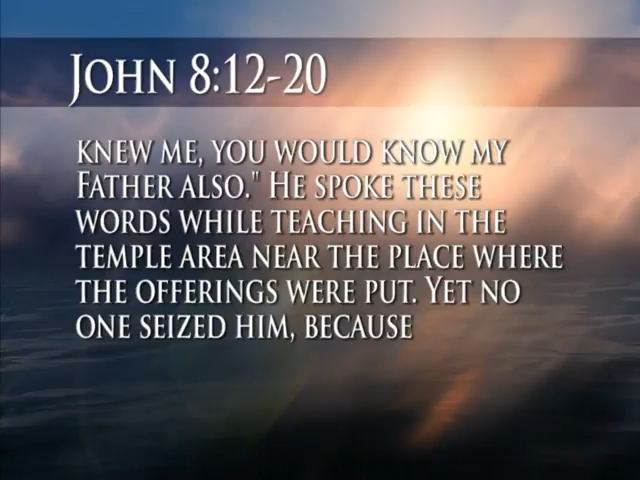 John 8:12-20
knew me, you would know my
Father also." He spoke these
words while teaching in the
temple area near the place where
the offerings were put. Yet no
one seized him, because